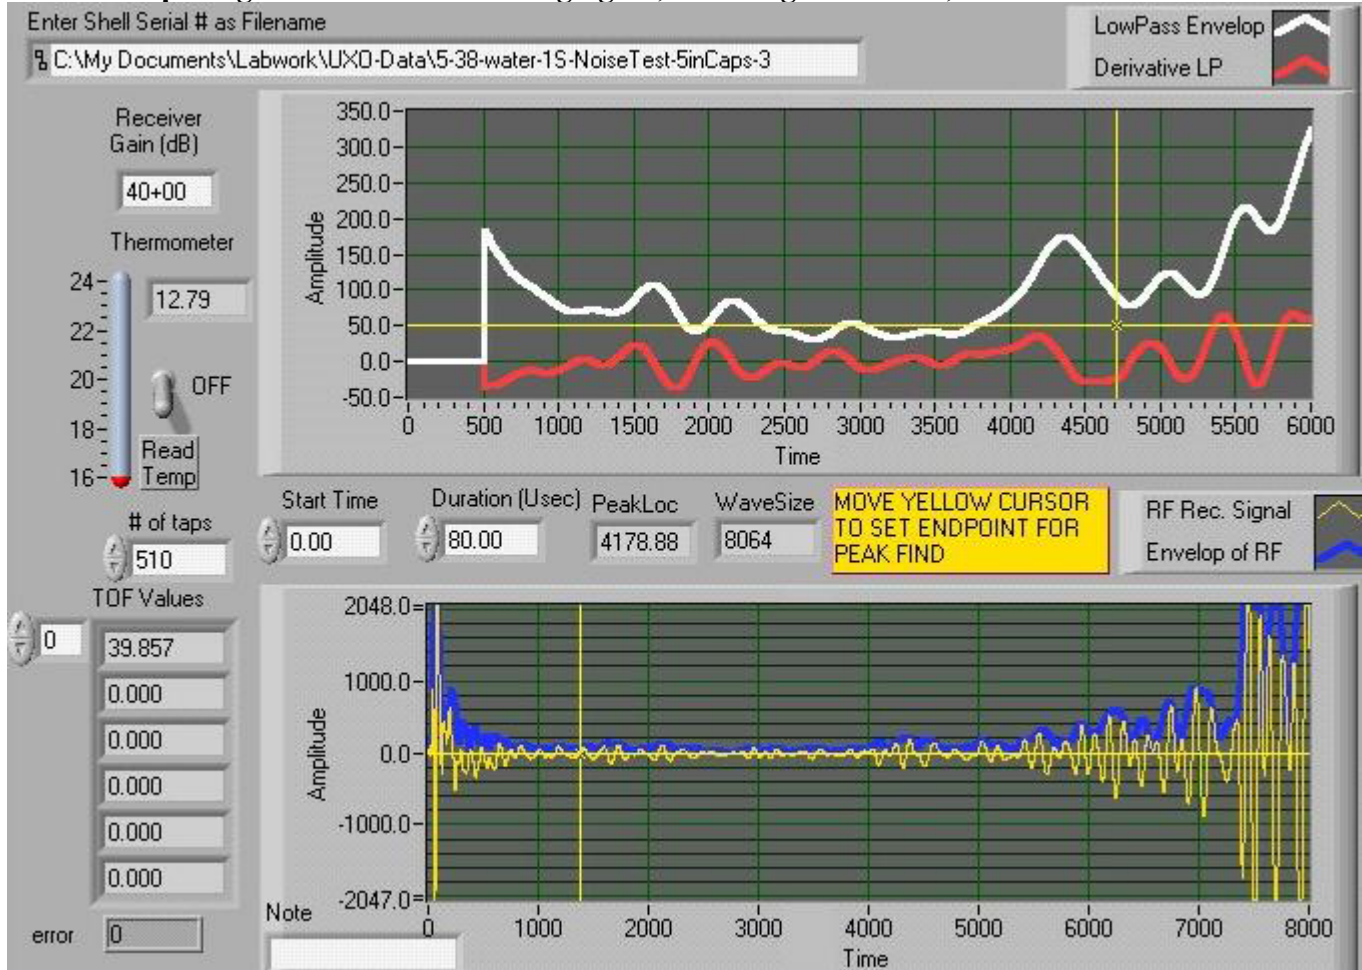 Enter Shell Serial # as Filename
C:\My Documents\Labwork\UXO-Data\5-38-water-1S-NoiseTest-5inCaps-3
LowPass Envelop
Derivative LP
Receiver
Gain (dB)
40+00
Thermometer
24
22
20
18
16
12.79
OFF
Read
Temp
# of taps
510
Amplitude
350.0
300.0
250.0
200.0
150.0
100.0
50.0
0.0
-50.0
0 500 1000 1500 2000 2500 3000 3500 4000 4500 5000 5500 6000
Time
Start Time
0.00
Duration (Usec)
80.00
PeakLoc
4178.88
WaveSize
8064
MOVE YELLOW CURSOR
TO SET ENDPOINT FOR
PEAK FIND
RF Rec. Signal
Envelop of RF
TOF Values
0
39.857
0.000
0.000
0.000
0.000
0.000
error
0
Amplitude
2048.0
1000.0
0.0
-1000.0
-2047.0
0 1000 2000 3000 4000 5000 6000 7000 8000
Time
Note